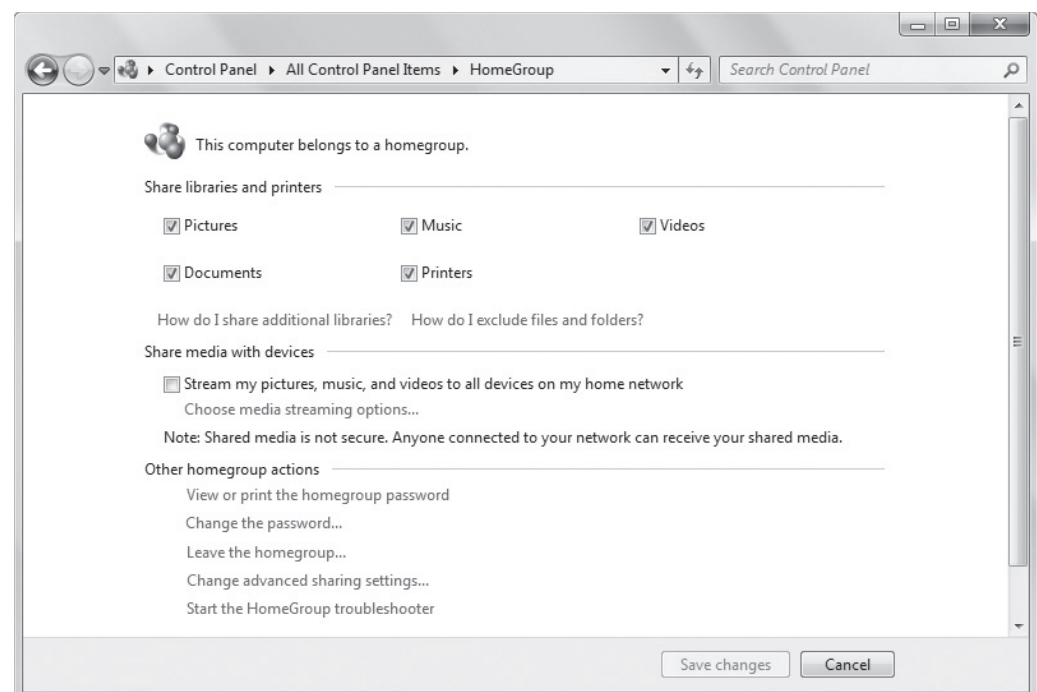 Control Panel ▸ All Control Panel Items ▸ HomeGroup
Search Control Panel
This computer belongs to a homegroup.
Share libraries and printers
Pictures
Music
Videos
Documents
Printers
How do I share additional libraries?
How do I exclude files and folders?
Share media with devices
Stream my pictures, music, and videos to all devices on my home network
Choose media streaming options...
Note: Shared media is not secure. Anyone connected to your network can receive your shared media.
Other homegroup actions
View or print the homegroup password
Change the password...
Leave the homegroup...
Change advanced sharing settings...
Start the HomeGroup troubleshooter
Save changes
Cancel